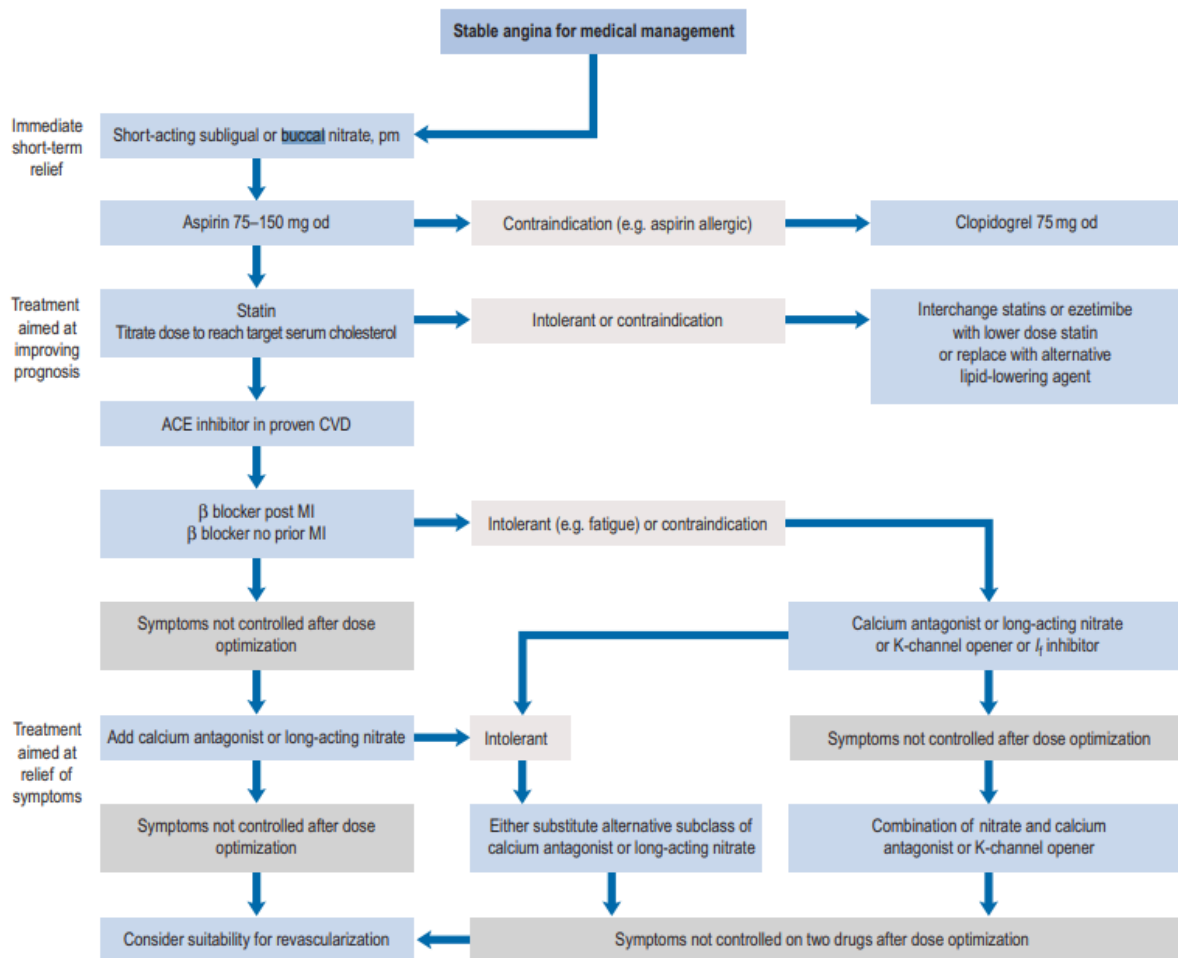 Stable angina for medical management
Immediate
short-term
relief
Short-acting subligual or buccal nitrate, pm
Aspirin 75–150 mg od
Contraindication (e.g. aspirin allergic)
Clopidogrel 75 mg od
Treatment
aimed at
improving
prognosis
Statin
Titrate dose to reach target serum cholesterol
Intolerant or contraindication
Interchange statins or ezetimibe
with lower dose statin
or replace with alternative
lipid-lowering agent
ACE inhibitor in proven CVD
β blocker post MI
β blocker no prior MI
Intolerant (e.g. fatigue) or contraindication
Symptoms not controlled after dose
optimization
Calcium antagonist or long-acting nitrate
or K-channel opener or If inhibitor
Treatment
aimed at
relief of
symptoms
Add calcium antagonist or long-acting nitrate
Intolerant
Symptoms not controlled after dose optimization
Symptoms not controlled after dose
optimization
Either substitute alternative subclass of
calcium antagonist or long-acting nitrate
Combination of nitrate and calcium
antagonist or K-channel opener
Consider suitability for revascularization
Symptoms not controlled on two drugs after dose optimization